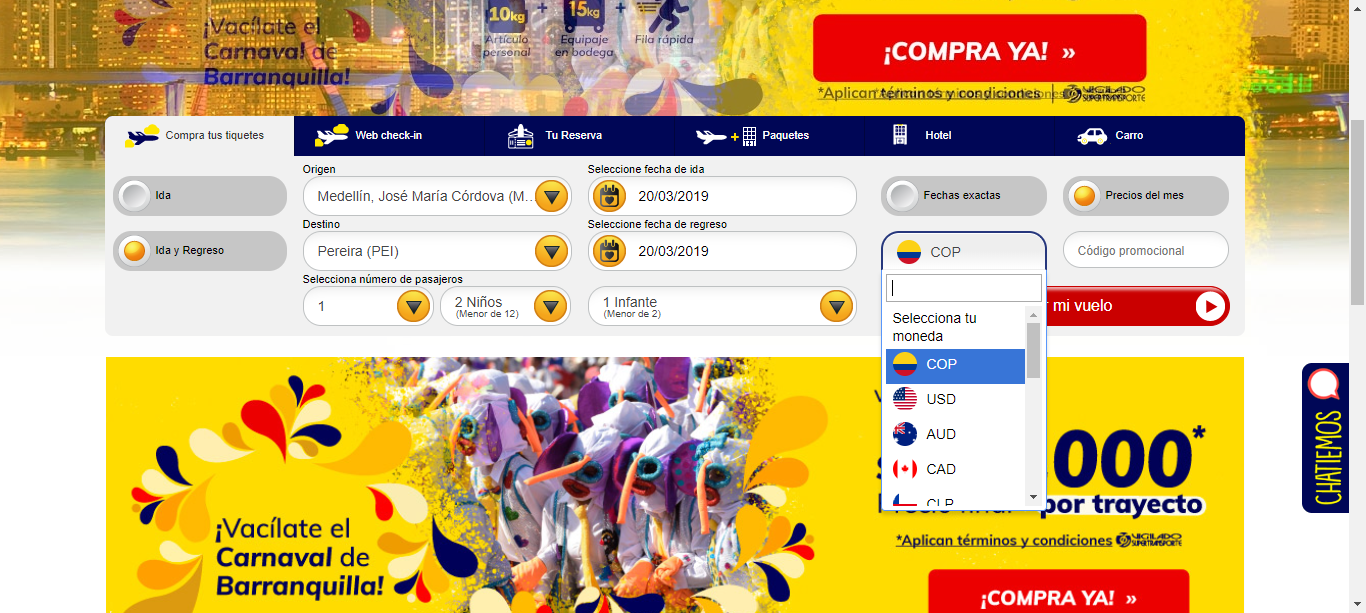 ¡Vacílate el
Carnaval de
Barranquilla!
10kg + 15kg +
Artículo
personal
Equipaje
en bodega
Fila rápida
¡COMPRA YA! »
*Aplican términos y condiciones
VIGILADO
SUPERTRANSPORTE
Compra tus tiquetes
Web check-in
Tu Reserva
Paquetes
Hotel
Carro
Ida
Ida y Regreso
Origen
Medellín, José María Córdova (M...
Destino
Pereira (PEI)
Selecciona número de pasajeros
1
2 Niños
(Menor de 12)
1 Infante
(Menor de 2)
Seleccione fecha de ida
20/03/2019
Seleccione fecha de regreso
20/03/2019
Fechas exactas
Precios del mes
COP
Código promocional
mi vuelo
Selecciona tu
moneda
COP
USD
AUD
CAD
CLP
CHATIEMOS
¡Vacílate el
Carnaval de
Barranquilla!
000*
por trayecto
*Aplican términos y condiciones
VIGILADO
SUPERTRANSPORTE
¡COMPRA YA! »